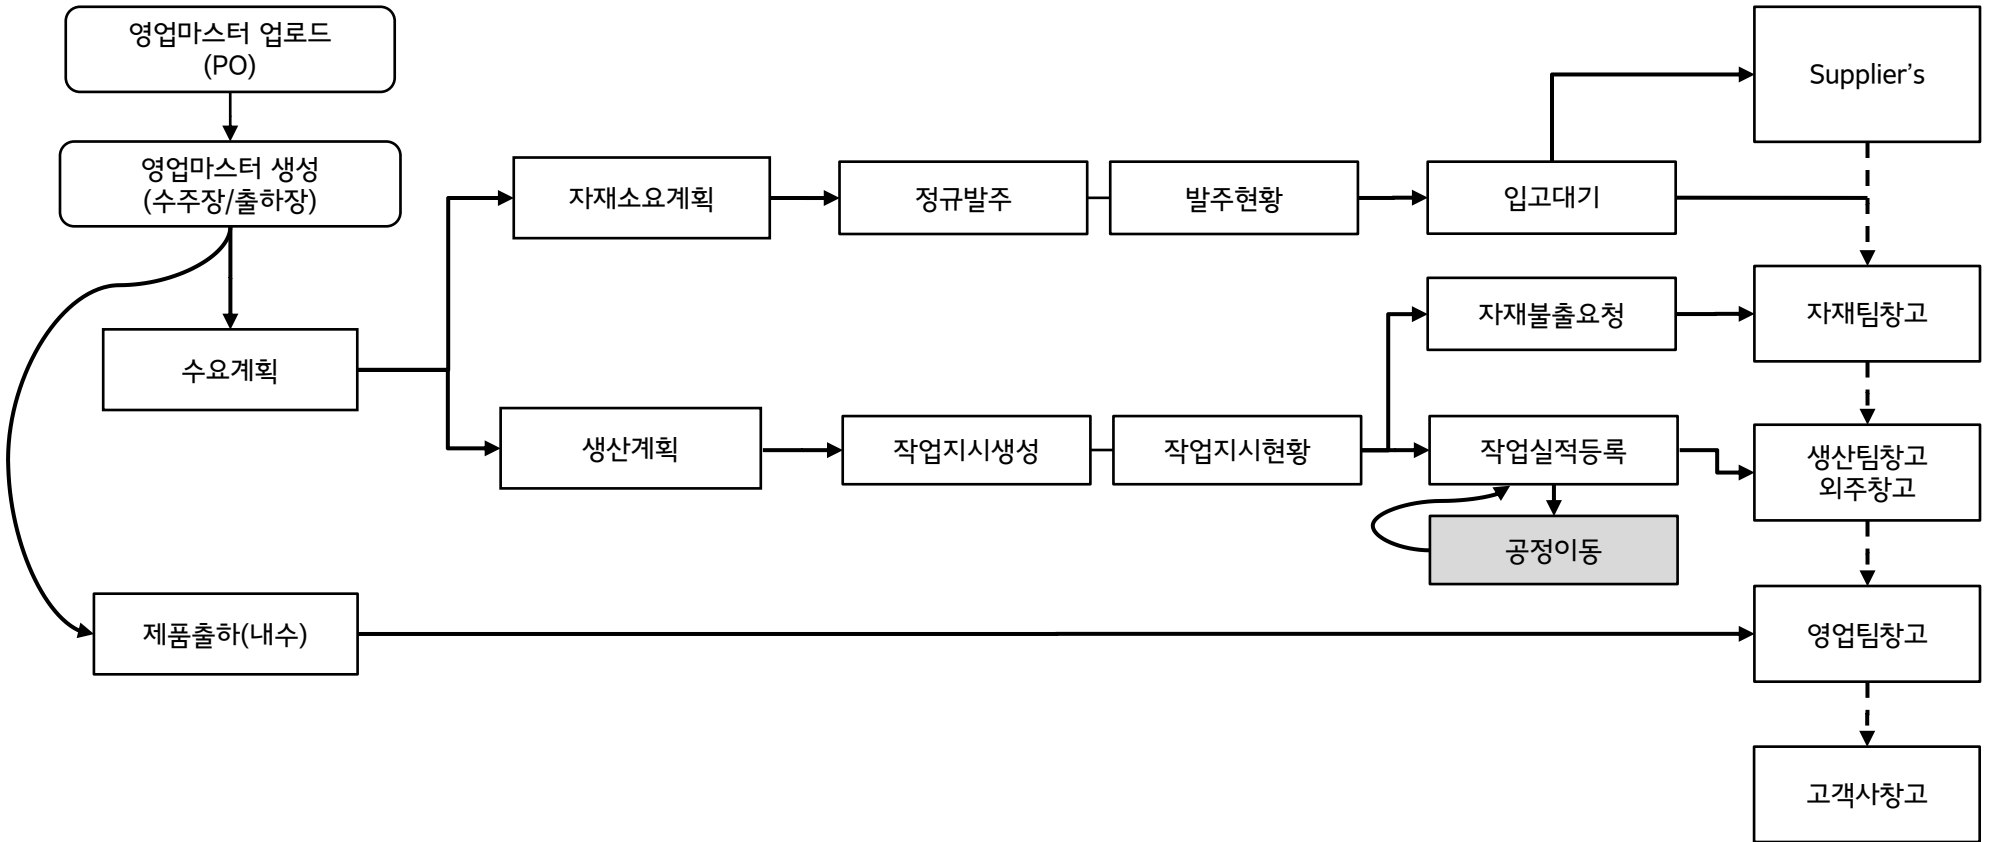 영업마스터 업로드
(PO)
영업마스터 생성
(수주장/출하장)
Supplier’s
자재소요계획
정규발주
발주현황
입고대기
자재불출요청
자재팀창고
수요계획
생산계획
작업지시생성
작업지시현황
작업실적등록
생산팀창고
외주창고
공정이동
제품출하(내수)
영업팀창고
고객사창고